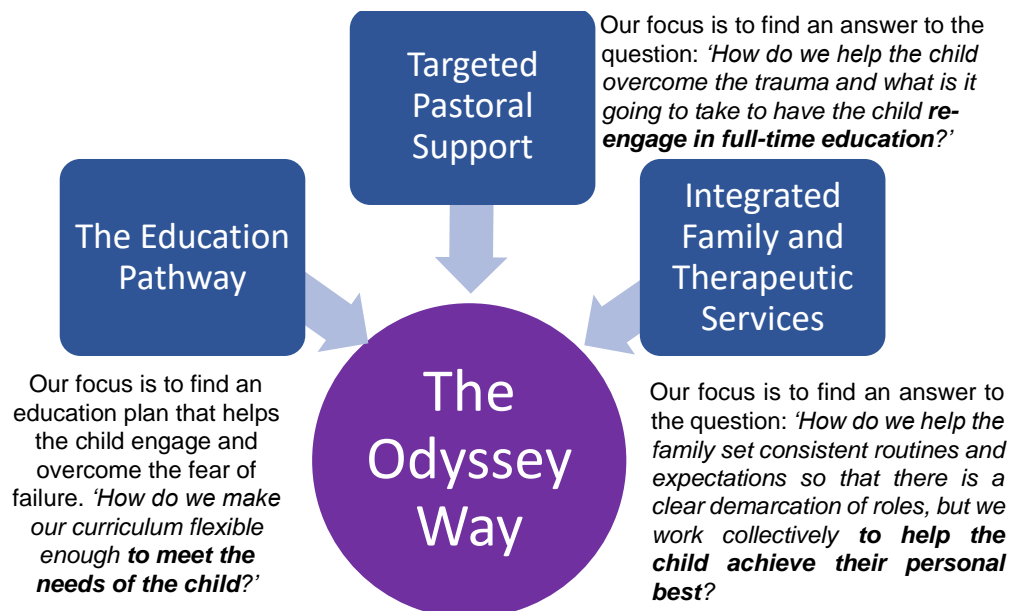 Targeted
Pastoral
Support
Our focus is to find an answer to the
question: ‘How do we help the child
overcome the trauma and what is it
going to take to have the child re-
engage in full-time education?’
The Education
Pathway
Our focus is to find an
education plan that helps
the child engage and
overcome the fear of
failure. ‘How do we make
our curriculum flexible
enough to meet the
needs of the child?’
Integrated
Family and
Therapeutic
Services
Our focus is to find an answer to
the question: ‘How do we help the
family set consistent routines and
expectations so that there is a
clear demarcation of roles, but we
work collectively to help the
child achieve their personal
best?
The
Odyssey
Way